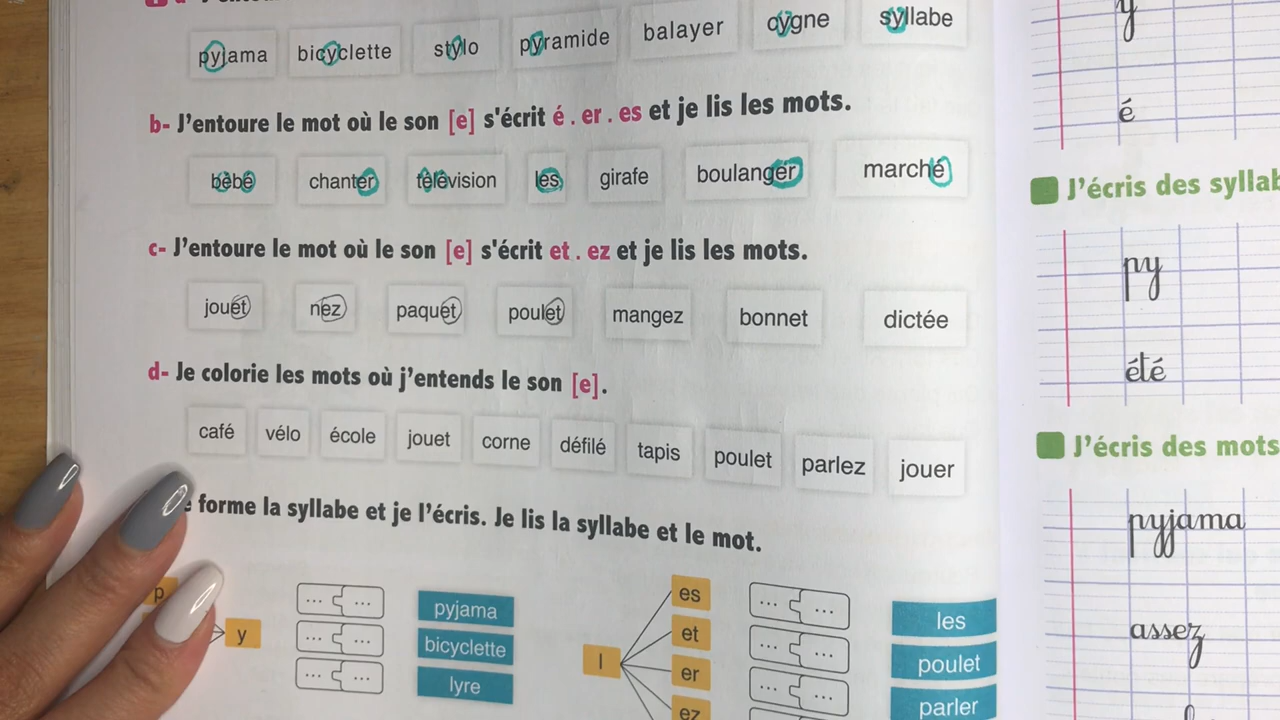 pyjama bicyclette stylo pyramide balayer cygne syllabe
b- J'entoure le mot où le son [e] s'écrit é . er . es et je lis les mots.
bébé chanter télévision les girafe boulanger marché
c- J'entoure le mot où le son [e] s'écrit et . ez et je lis les mots.
jouet nez paquet poulet mangez bonnet dictée
d- Je colorie les mots où j'entends le son [e].
café vélo école jouet corne défilé tapis poulet parlez jouer
forme la syllabe et je l'écris. Je lis la syllabe et le mot.
p
y
... ...
... ...
... ...
pyjama
bicyclette
lyre
l
es
et
er
ez
... ...
... ...
... ...
les
poulet
parler
y
é
J'écris des syllab
py
été
J'écris des mots
pyjama
assez